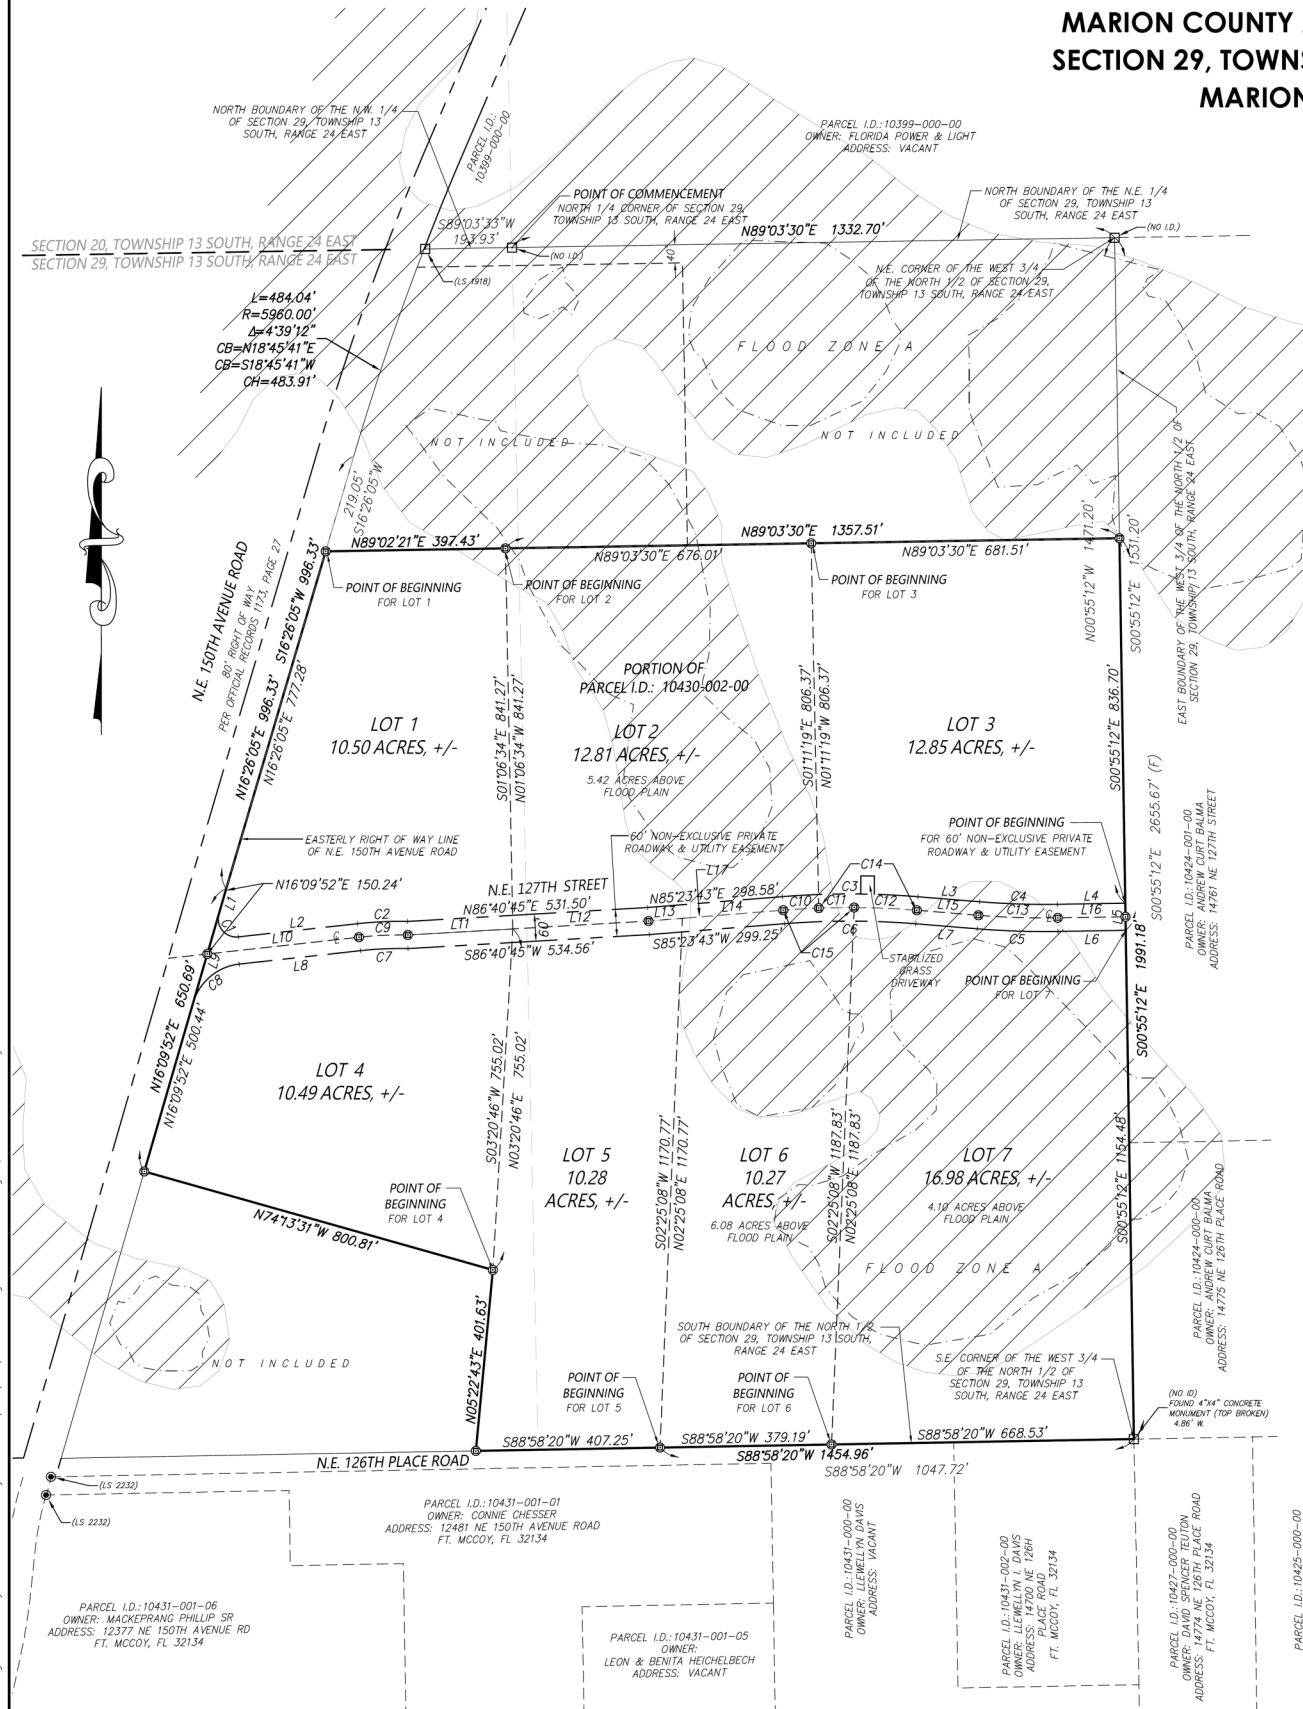 MARION COUNTY
SECTION 29, TOWNS
MARION
NORTH BOUNDARY OF THE N.W. 1/4
OF SECTION 29, TOWNSHIP 13
SOUTH, RANGE 24 EAST
PARCEL I.D.:
10399-000-00
PARCEL I.D.:10399-000-00
OWNER: FLORIDA POWER & LIGHT
ADDRESS: VACANT
POINT OF COMMENCEMENT
NORTH 1/4 CORNER OF SECTION 29,
TOWNSHIP 13 SOUTH, RANGE 24 EAST
NORTH BOUNDARY OF THE N.E. 1/4
OF SECTION 29, TOWNSHIP 13
SOUTH, RANGE 24 EAST
S89°03'33"W
193.93'
N89°03'30"E 1332.70'
(NO I.D.)
SECTION 20, TOWNSHIP 13 SOUTH, RANGE 24 EAST
SECTION 29, TOWNSHIP 13 SOUTH, RANGE 24 EAST
(NO I.D.)
40'
(LS 1918)
N.E. CORNER OF THE WEST 3/4
OF THE NORTH 1/2 OF SECTION 29,
TOWNSHIP 13 SOUTH, RANGE 24 EAST
L=484.04'
R=5960.00'
Δ=4°39'12"
CB=N18°45'41"E
CB=S18°45'41"W
CH=483.91'
FLOOD ZONE A
NOT INCLUDED
NOT INCLUDED
219.05'
S16°26'05"W
N00°55'12"W 1471.20'
S00°55'12"E 1531.20'
EAST BOUNDARY OF THE WEST 3/4 OF THE NORTH 1/2 OF
SECTION 29, TOWNSHIP 13 SOUTH, RANGE 24 EAST
N89°02'21"E 397.43'
N89°03'30"E 1357.51'
N89°03'30"E 676.01'
N89°03'30"E 681.51'
POINT OF BEGINNING
FOR LOT 1
POINT OF BEGINNING
FOR LOT 2
POINT OF BEGINNING
FOR LOT 3
N.E. 150TH AVENUE ROAD
80' RIGHT OF WAY
PER OFFICIAL RECORDS 1173, PAGE 27
N16°26'05"E 996.33' S16°26'05"W 996.33'
N16°26'05"E 777.28'
PORTION OF
PARCEL I.D.: 10430-002-00
S01°06'34"E 841.27'
N01°06'34"W 841.27'
S01°11'19"E 806.37'
N01°11'19"W 806.37'
S00°55'12"E 836.70'
LOT 1
10.50 ACRES, +/-
LOT 2
12.81 ACRES, +/-
5.42 ACRES ABOVE
FLOOD PLAIN
LOT 3
12.85 ACRES, +/-
S00°55'12"E 2655.67' (F)
PARCEL I.D.:10424-001-00
OWNER: ANDREW CURT BALMA
ADDRESS: 14761 NE 127TH STREET
EASTERLY RIGHT OF WAY LINE
OF N.E. 150TH AVENUE ROAD
60' NON-EXCLUSIVE PRIVATE
ROADWAY & UTILITY EASEMENT
POINT OF BEGINNING
FOR 60' NON-EXCLUSIVE PRIVATE
ROADWAY & UTILITY EASEMENT
N16°09'52"E 150.24'
N.E. 127TH STREET
N86°40'45"E 531.50'
N85°23'43"E 298.58'
S86°40'45"W 534.56'
S85°23'43"W 299.25'
60'
L17
C14
C3
L3
C4
L4
L1
L2
C2
L10
C9
L11
L12
L13
L14
C10
C11
C12
L15
C13
L16
L5
L9
C8
L8
C7
C6
L7
C5
L6
C15
STABILIZED
GRASS
DRIVEWAY
POINT OF BEGINNING
FOR LOT 7
S00°55'12"E 1991.18'
N16°09'52"E 650.69'
N16°09'52"E 500.44'
LOT 4
10.49 ACRES, +/-
S03°20'46"W 755.02'
N03°20'46"E 755.02'
LOT 5
10.28
ACRES, +/-
S02°25'08"W 1170.77'
N02°25'08"E 1170.77'
LOT 6
10.27
ACRES, +/-
6.08 ACRES ABOVE
FLOOD PLAIN
S02°25'08"W 1187.83'
N02°25'08"E 1187.83'
LOT 7
16.98 ACRES, +/-
4.10 ACRES ABOVE
FLOOD PLAIN
S00°55'12"E 1154.48'
FLOOD ZONE A
PARCEL I.D.:10424-000-00
OWNER: ANDREW CURT BALMA
ADDRESS: 14775 NE 126TH PLACE ROAD
POINT OF
BEGINNING
FOR LOT 4
N74°13'31"W 800.81'
N05°22'43"E 401.63'
NOT INCLUDED
SOUTH BOUNDARY OF THE NORTH 1/2
OF SECTION 29, TOWNSHIP 13 SOUTH,
RANGE 24 EAST
S.E. CORNER OF THE WEST 3/4
OF THE NORTH 1/2 OF
SECTION 29, TOWNSHIP 13
SOUTH, RANGE 24 EAST
POINT OF
BEGINNING
FOR LOT 5
POINT OF
BEGINNING
FOR LOT 6
(NO ID)
FOUND 4"X4" CONCRETE
MONUMENT (TOP BROKEN)
4.86' W.
S88°58'20"W 407.25'
S88°58'20"W 379.19'
S88°58'20"W 668.53'
S88°58'20"W 1454.96'
S88°58'20"W 1047.72'
N.E. 126TH PLACE ROAD
(LS 2232)
(LS 2232)
PARCEL I.D.:10431-001-01
OWNER: CONNIE CHESSER
ADDRESS: 12481 NE 150TH AVENUE ROAD
FT. MCCOY, FL 32134
PARCEL I.D.:10431-001-06
OWNER: MACKEPRANG PHILLIP SR
ADDRESS: 12377 NE 150TH AVENUE RD
FT. MCCOY, FL 32134
PARCEL I.D.:10431-001-05
OWNER:
LEON & BENITA HEICHELBECH
ADDRESS: VACANT
PARCEL I.D.:10431-000-00
OWNER: LLEWELLYN DAVIS
ADDRESS: VACANT
PARCEL I.D.:10431-002-00
OWNER: LLEWELLYN I. DAVIS
ADDRESS: 14700 NE 126H
PLACE ROAD
FT. MCCOY, FL 32134
PARCEL I.D.:10427-000-00
OWNER: DAVID SPENCER TEUTON
ADDRESS: 14774 NE 126TH PLACE ROAD
FT. MCCOY, FL 32134
PARCEL I.D.:10425-000-00